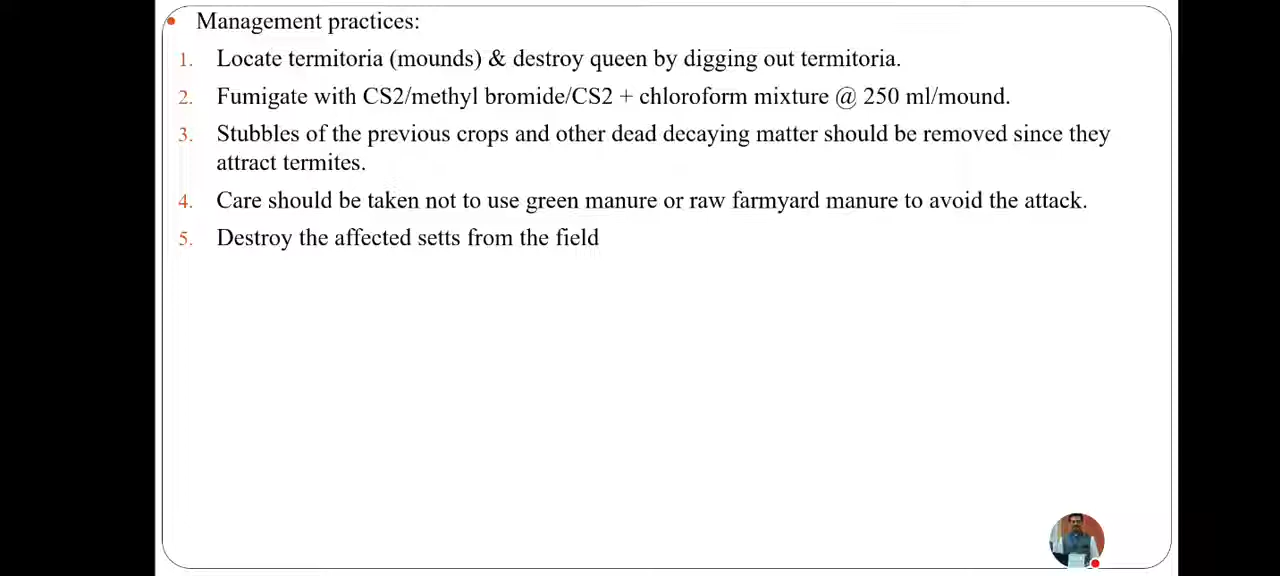 • Management practices:
1. Locate termitoria (mounds) & destroy queen by digging out termitoria.
2. Fumigate with CS2/methyl bromide/CS2 + chloroform mixture @ 250 ml/mound.
3. Stubbles of the previous crops and other dead decaying matter should be removed since they
attract termites.
4. Care should be taken not to use green manure or raw farmyard manure to avoid the attack.
5. Destroy the affected setts from the field